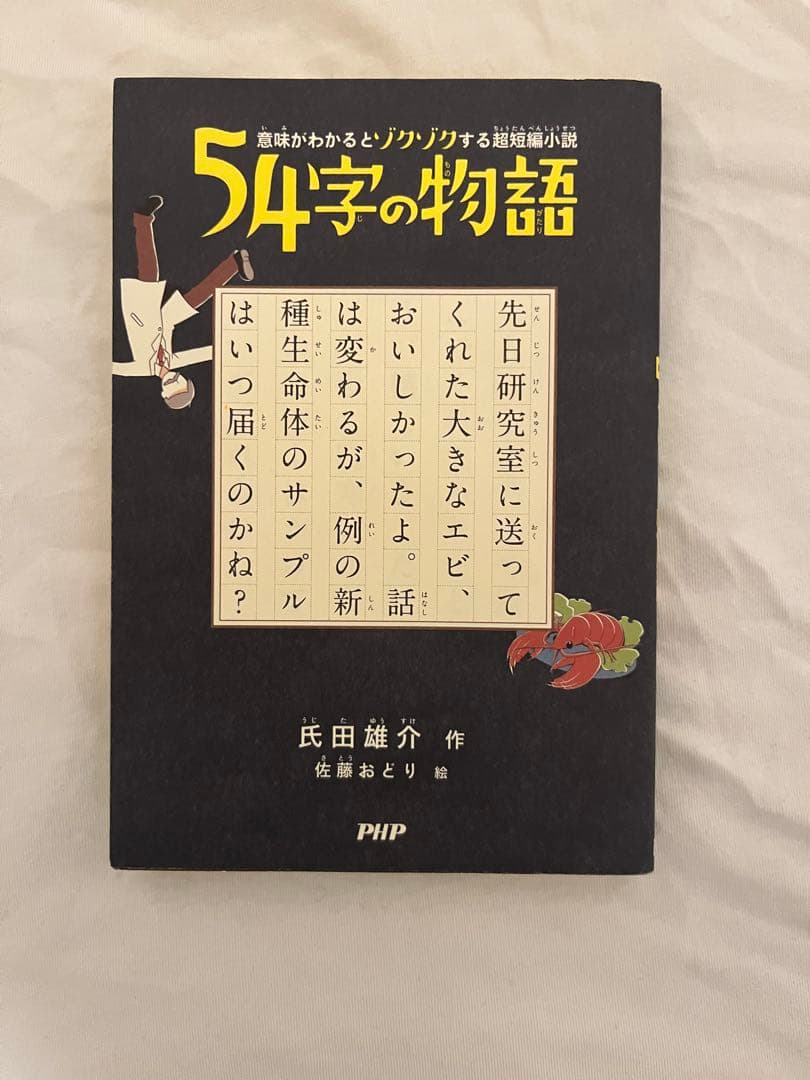 意味がわかるとゾクゾクする超短編小説
54字の物語
先日研究室に送って
くれた大きなエビ、
おいしかったよ。話
は変わるが、例の新
種生命体のサンプル
はいつ届くのかね?
氏田雄介 作
佐藤おどり 絵
PHP